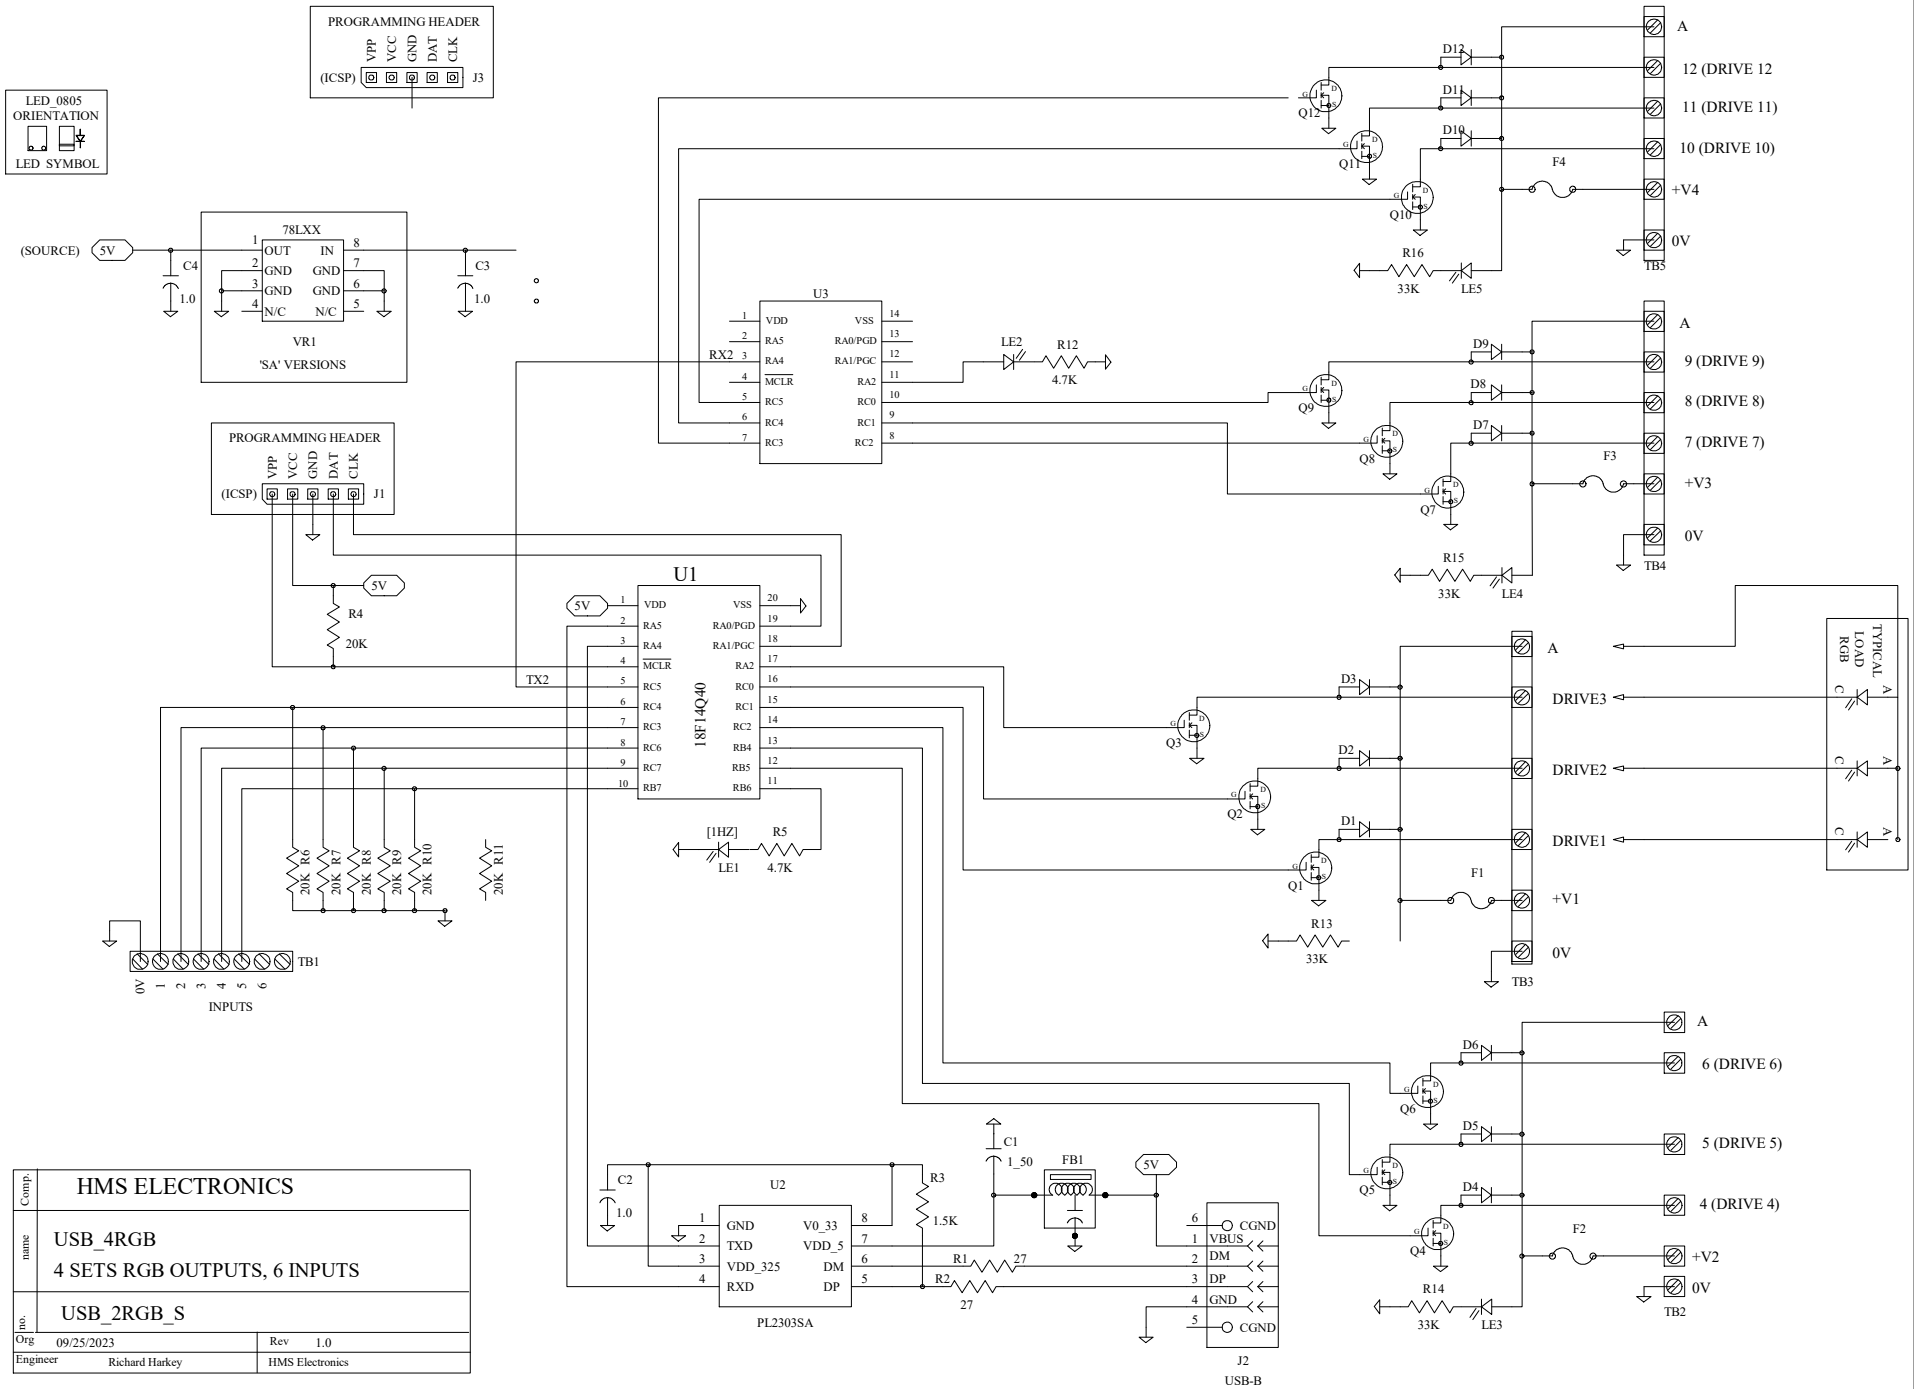 PROGRAMMING HEADER
VPP
VCC
GND
DAT
CLK
(ICSP)
J3
LED_0805
ORIENTATION
LED SYMBOL
78LXX
(SOURCE)
5V
C4
1.0
1 OUT IN 8
2 GND GND 7
3 GND GND 6
4 N/C N/C 5
C3
1.0
VR1
'SA' VERSIONS
PROGRAMMING HEADER
VPP
VCC
GND
DAT
CLK
(ICSP)
J1
5V
R4
20K
U3
1 VDD VSS 14
2 RA5 RA0/PGD 13
RX2 3 RA4 RA1/PGC 12
4 MCLR RA2 11
5 RC5 RC0 10
6 RC4 RC1 9
7 RC3 RC2 8
LE2
R12
4.7K
D12
G
D
S
Q12
D11
G
D
S
Q11
D10
G
D
S
Q10
F4
R16
33K
LE5
A
12 (DRIVE 12
11 (DRIVE 11)
10 (DRIVE 10)
+V4
0V
TB5
D9
G
D
S
Q9
D8
G
D
S
Q8
D7
G
D
S
Q7
F3
R15
33K
LE4
A
9 (DRIVE 9)
8 (DRIVE 8)
7 (DRIVE 7)
+V3
0V
TB4
U1
18F14Q40
5V
1 VDD VSS 20
2 RA5 RA0/PGD 19
3 RA4 RA1/PGC 18
4 MCLR RA2 17
TX2 5 RC5 RC0 16
6 RC4 RC1 15
7 RC3 RC2 14
8 RC6 RB4 13
9 RC7 RB5 12
10 RB7 RB6 11
[1HZ]
LE1
R5
4.7K
20K R6
20K R7
20K R8
20K R9
20K R10
20K R11
TB1
0V
1
2
3
4
5
6
INPUTS
D3
G
D
S
Q3
D2
G
D
S
Q2
D1
G
D
S
Q1
F1
R13
33K
A
DRIVE3
DRIVE2
DRIVE1
+V1
0V
TB3
TYPICAL
LOAD
RGB
C
A
C
A
C
A
D6
G
D
S
Q6
D5
G
D
S
Q5
D4
G
D
S
Q4
F2
R14
33K
LE3
A
6 (DRIVE 6)
5 (DRIVE 5)
4 (DRIVE 4)
+V2
0V
TB2
C2
1.0
U2
1 GND V0_33 8
2 TXD VDD_5 7
3 VDD_325 DM 6
4 RXD DP 5
PL2303SA
R3
1.5K
C1
1_50
FB1
5V
R1
27
R2
27
6 CGND
1 VBUS
2 DM
3 DP
4 GND
5 CGND
J2
USB-B
Comp.
HMS ELECTRONICS
name
USB_4RGB
4 SETS RGB OUTPUTS, 6 INPUTS
no.
USB_2RGB_S
Org 09/25/2023 Rev 1.0
Engineer Richard Harkey HMS Electronics